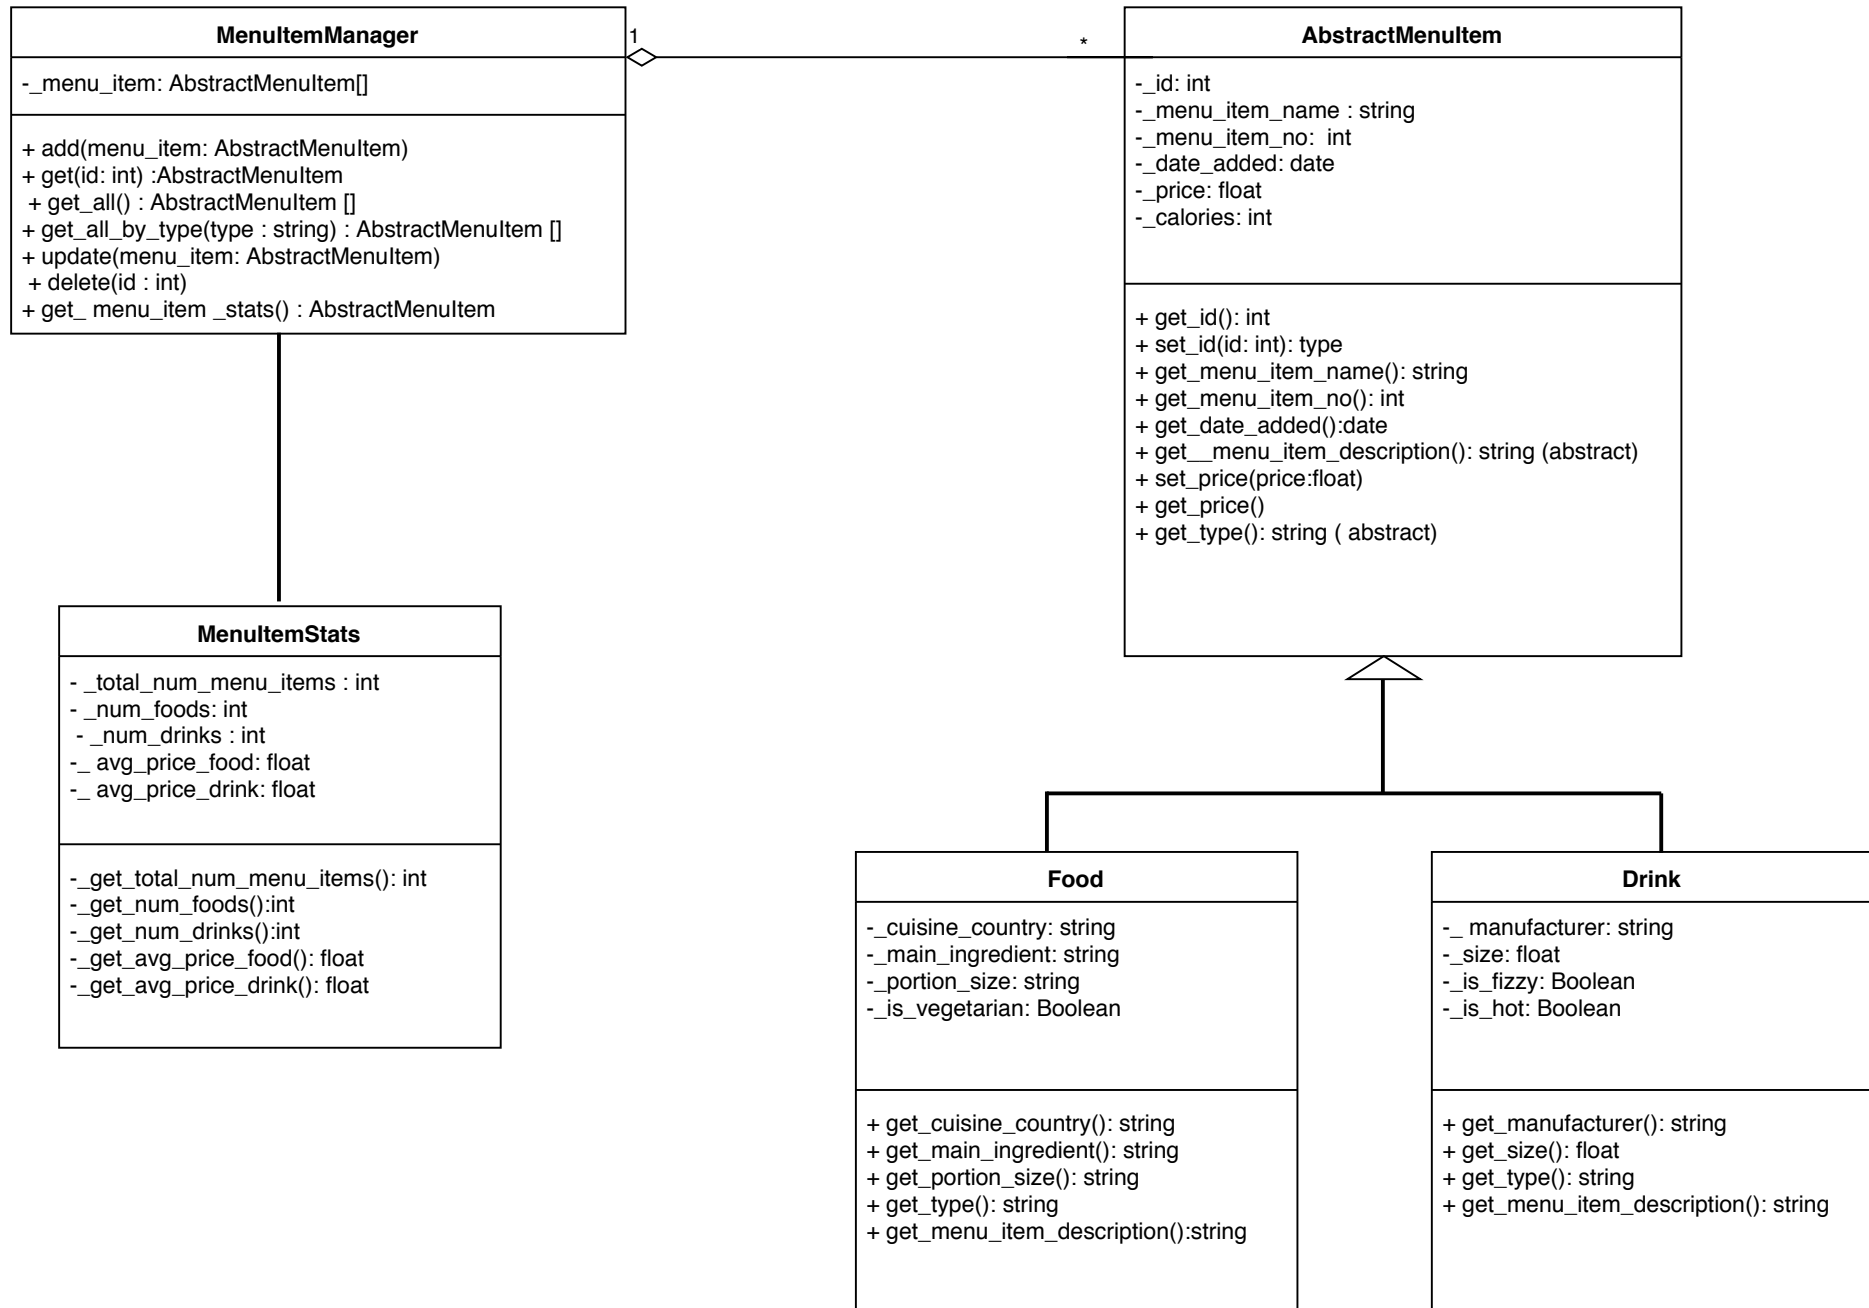 MenuItemManager
-_menu_item: AbstractMenuItem[]
+ add(menu_item: AbstractMenuItem)
+ get(id: int) :AbstractMenuItem
+ get_all() : AbstractMenuItem []
+ get_all_by_type(type : string) : AbstractMenuItem []
+ update(menu_item: AbstractMenuItem)
+ delete(id : int)
+ get_ menu_item _stats() : AbstractMenuItem
1
*
AbstractMenuItem
-_id: int
-_menu_item_name : string
-_menu_item_no:  int
-_date_added: date
-_price: float
-_calories: int
+ get_id(): int
+ set_id(id: int): type
+ get_menu_item_name(): string
+ get_menu_item_no(): int
+ get_date_added():date
+ get__menu_item_description(): string (abstract)
+ set_price(price:float)
+ get_price()
+ get_type(): string ( abstract)
MenuItemStats
- _total_num_menu_items : int
- _num_foods: int
- _num_drinks : int
-_ avg_price_food: float
-_ avg_price_drink: float
-_get_total_num_menu_items(): int
-_get_num_foods():int
-_get_num_drinks():int
-_get_avg_price_food(): float
-_get_avg_price_drink(): float
Food
-_cuisine_country: string
-_main_ingredient: string
-_portion_size: string
-_is_vegetarian: Boolean
+ get_cuisine_country(): string
+ get_main_ingredient(): string
+ get_portion_size(): string
+ get_type(): string
+ get_menu_item_description():string
Drink
-_ manufacturer: string
-_size: float
-_is_fizzy: Boolean
-_is_hot: Boolean
+ get_manufacturer(): string
+ get_size(): float
+ get_type(): string
+ get_menu_item_description(): string